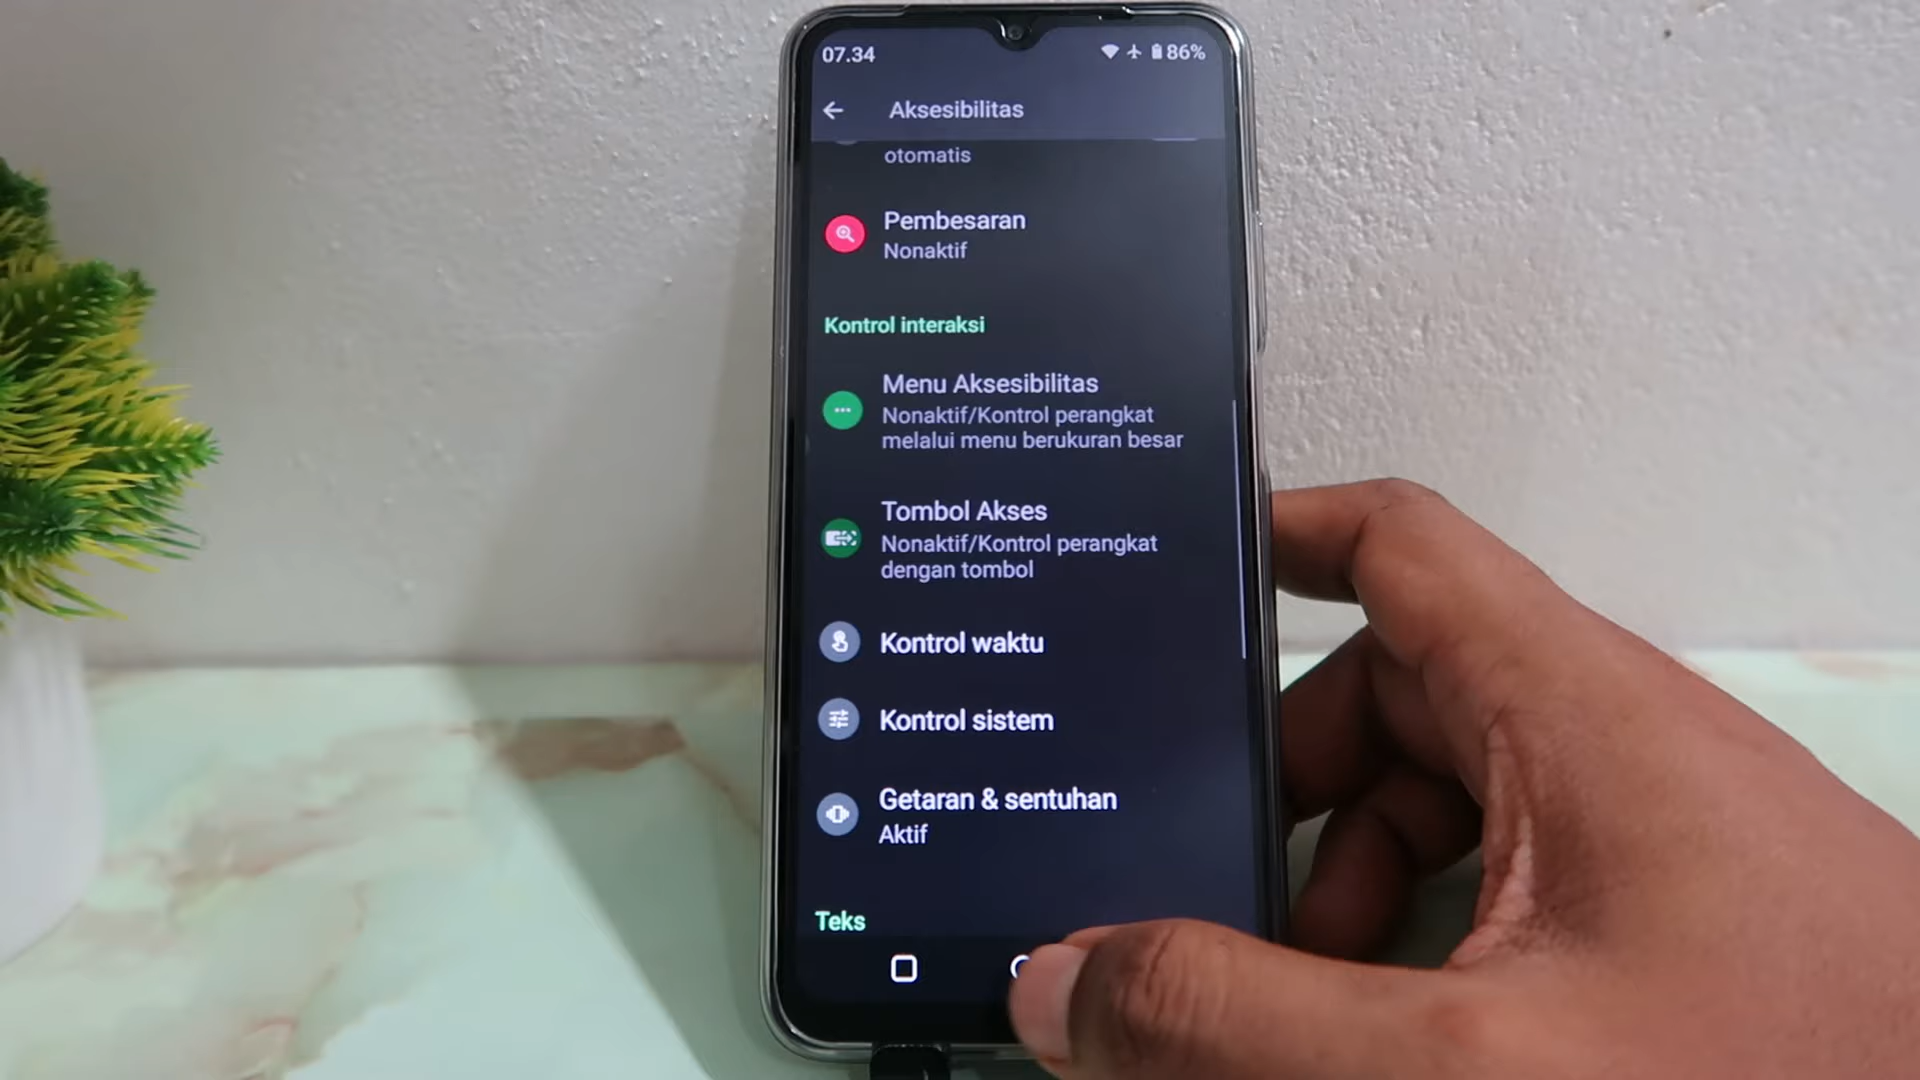 07.34
86%
Aksesibilitas
otomatis
Pembesaran
Nonaktif
Kontrol interaksi
Menu Aksesibilitas
Nonaktif/Kontrol perangkat
melalui menu berukuran besar
Tombol Akses
Nonaktif/Kontrol perangkat
dengan tombol
Kontrol waktu
Kontrol sistem
Getaran & sentuhan
Aktif
Teks